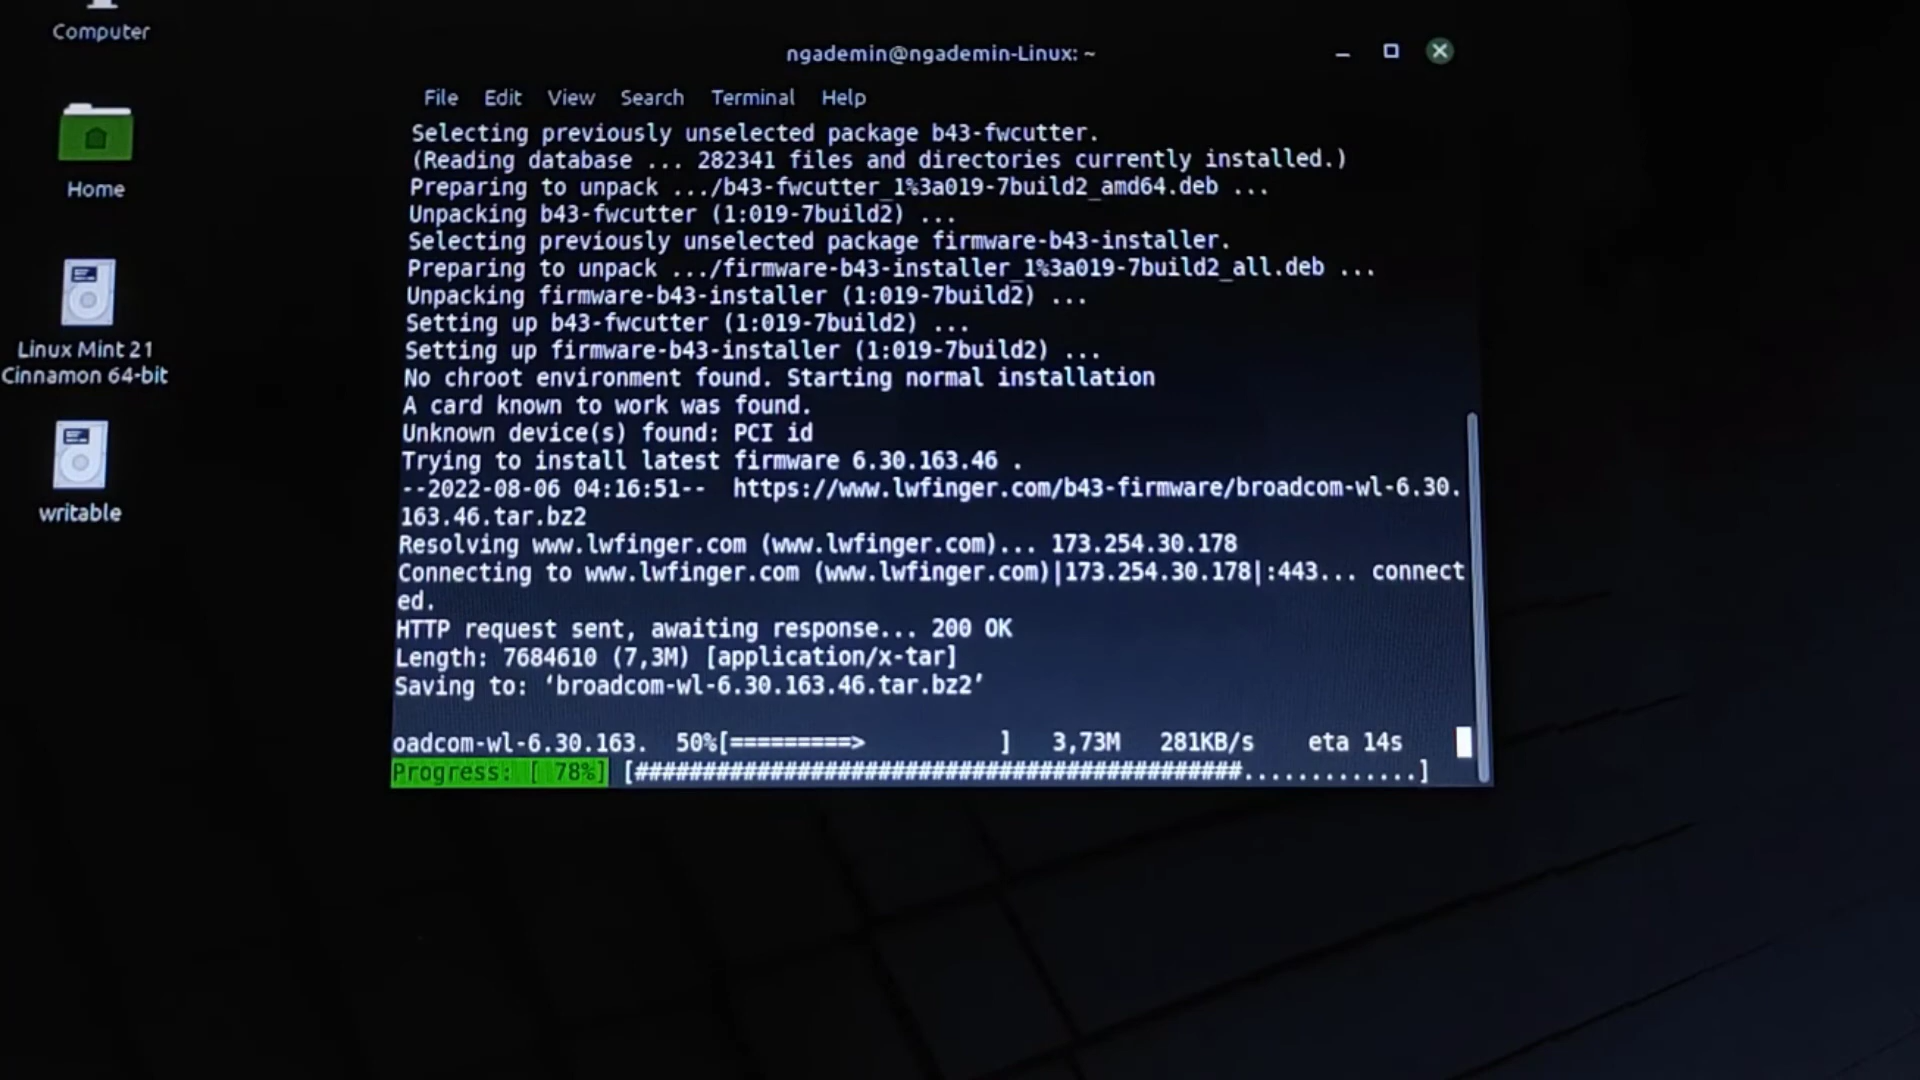 Computer
Home
Linux Mint 21
Cinnamon 64-bit
writable
ngademin@ngademin-Linux: ~
File Edit View Search Terminal Help
Selecting previously unselected package b43-fwcutter.
(Reading database ... 282341 files and directories currently installed.)
Preparing to unpack .../b43-fwcutter_1%3a019-7build2_amd64.deb ...
Unpacking b43-fwcutter (1:019-7build2) ...
Selecting previously unselected package firmware-b43-installer.
Preparing to unpack .../firmware-b43-installer_1%3a019-7build2_all.deb ...
Unpacking firmware-b43-installer (1:019-7build2) ...
Setting up b43-fwcutter (1:019-7build2) ...
Setting up firmware-b43-installer (1:019-7build2) ...
No chroot environment found. Starting normal installation
A card known to work was found.
Unknown device(s) found: PCI id
Trying to install latest firmware 6.30.163.46 .
--2022-08-06 04:16:51--  https://www.lwfinger.com/b43-firmware/broadcom-wl-6.30.
163.46.tar.bz2
Resolving www.lwfinger.com (www.lwfinger.com)... 173.254.30.178
Connecting to www.lwfinger.com (www.lwfinger.com)|173.254.30.178|:443... connect
ed.
HTTP request sent, awaiting response... 200 OK
Length: 7684610 (7,3M) [application/x-tar]
Saving to: ‘broadcom-wl-6.30.163.46.tar.bz2’
oadcom-wl-6.30.163.  50%[=========>          ]   3,73M   281KB/s    eta 14s
Progress: [ 78%] [##############################################.............]